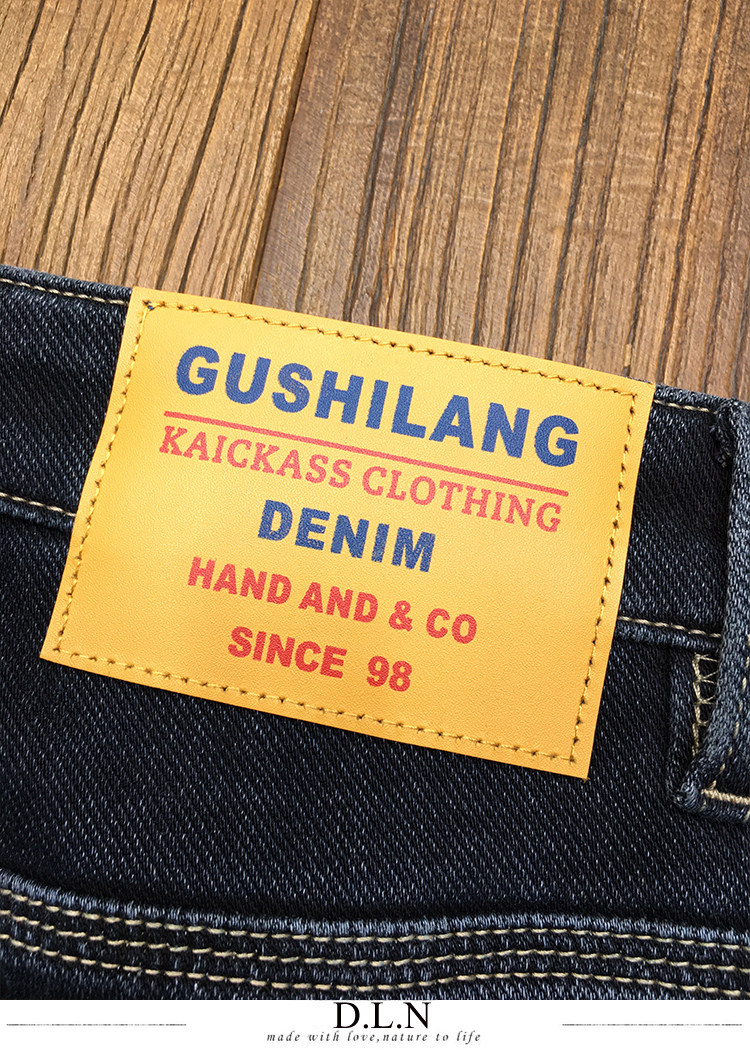 GUSHILANG
KAICKASS CLOTHING
DENIM
HAND AND & CO
SINCE 98
D.L.N
made with love,nature to life